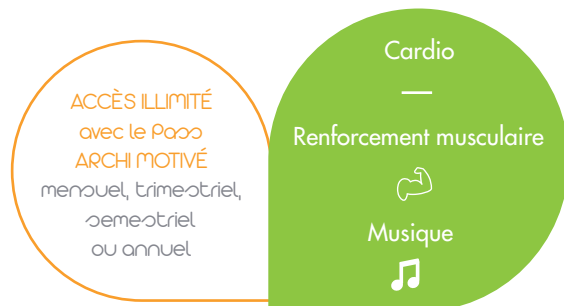 ACCÈS ILLIMITÉ
avec le Pass
ARCHI MOTIVÉ
mensuel, trimestriel,
semestriel
ou annuel
Cardio
—
Renforcement musculaire
Musique